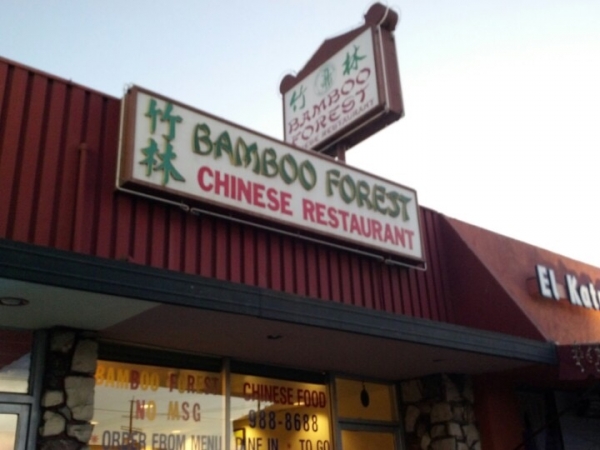 竹 林
BAMBOO
FOREST
RESTAURANT
竹林
BAMBOO FOREST
CHINESE RESTAURANT
EL
BAMBOO FOREST
NO MSG
ORDER FROM MENU
CHINESE FOOD
988-8688
DINE IN • TO GO